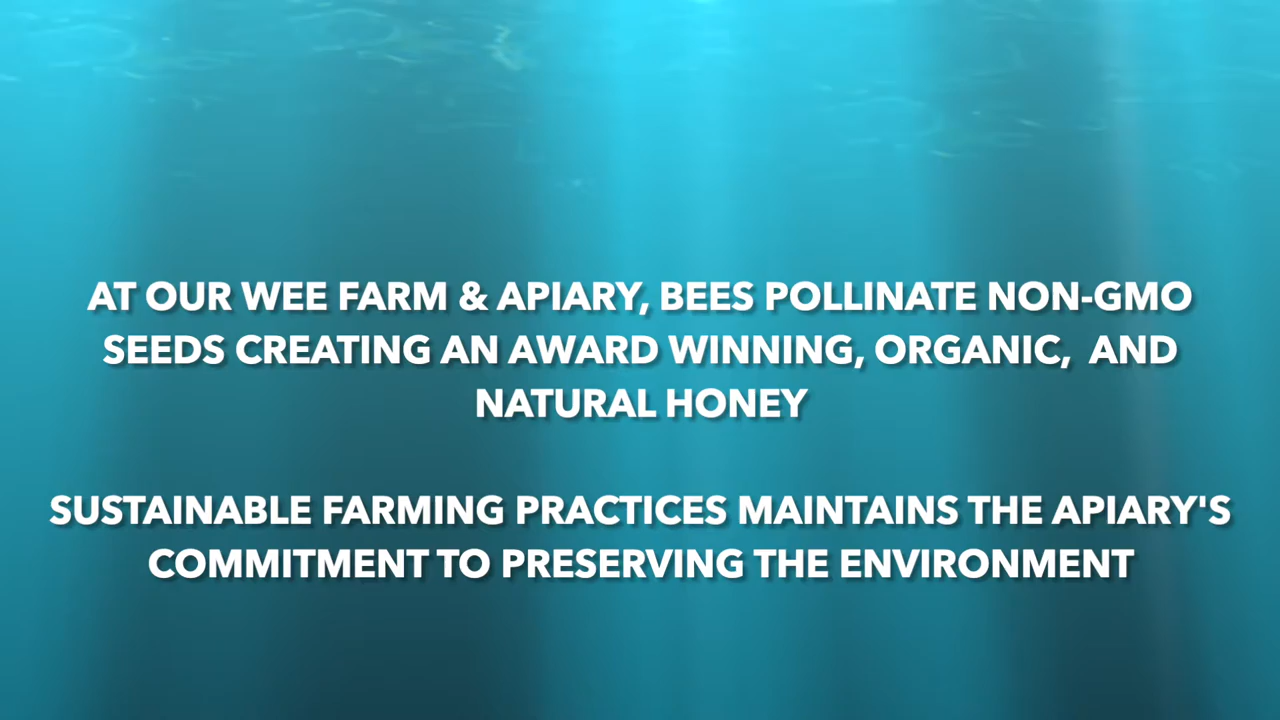 AT OUR WEE FARM & APIARY, BEES POLLINATE NON-GMO
SEEDS CREATING AN AWARD WINNING, ORGANIC,  AND
NATURAL HONEY
SUSTAINABLE FARMING PRACTICES MAINTAINS THE APIARY'S
COMMITMENT TO PRESERVING THE ENVIRONMENT